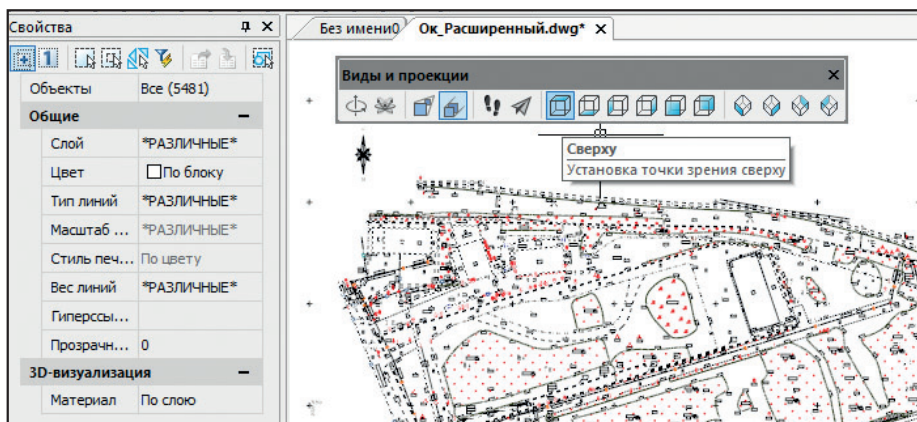 Свойства
Без имени0
Ок_Расширенный.dwg*
Виды и проекции
Объекты Все (5481)
Общие
Слой *РАЗЛИЧНЫЕ*
Цвет По блоку
Тип линий *РАЗЛИЧНЫЕ*
Масштаб ... *РАЗЛИЧНЫЕ*
Стиль печ... По цвету
Вес линий *РАЗЛИЧНЫЕ*
Гиперссы...
Прозрачн... 0
3D-визуализация
Материал По слою
Сверху
Установка точки зрения сверху